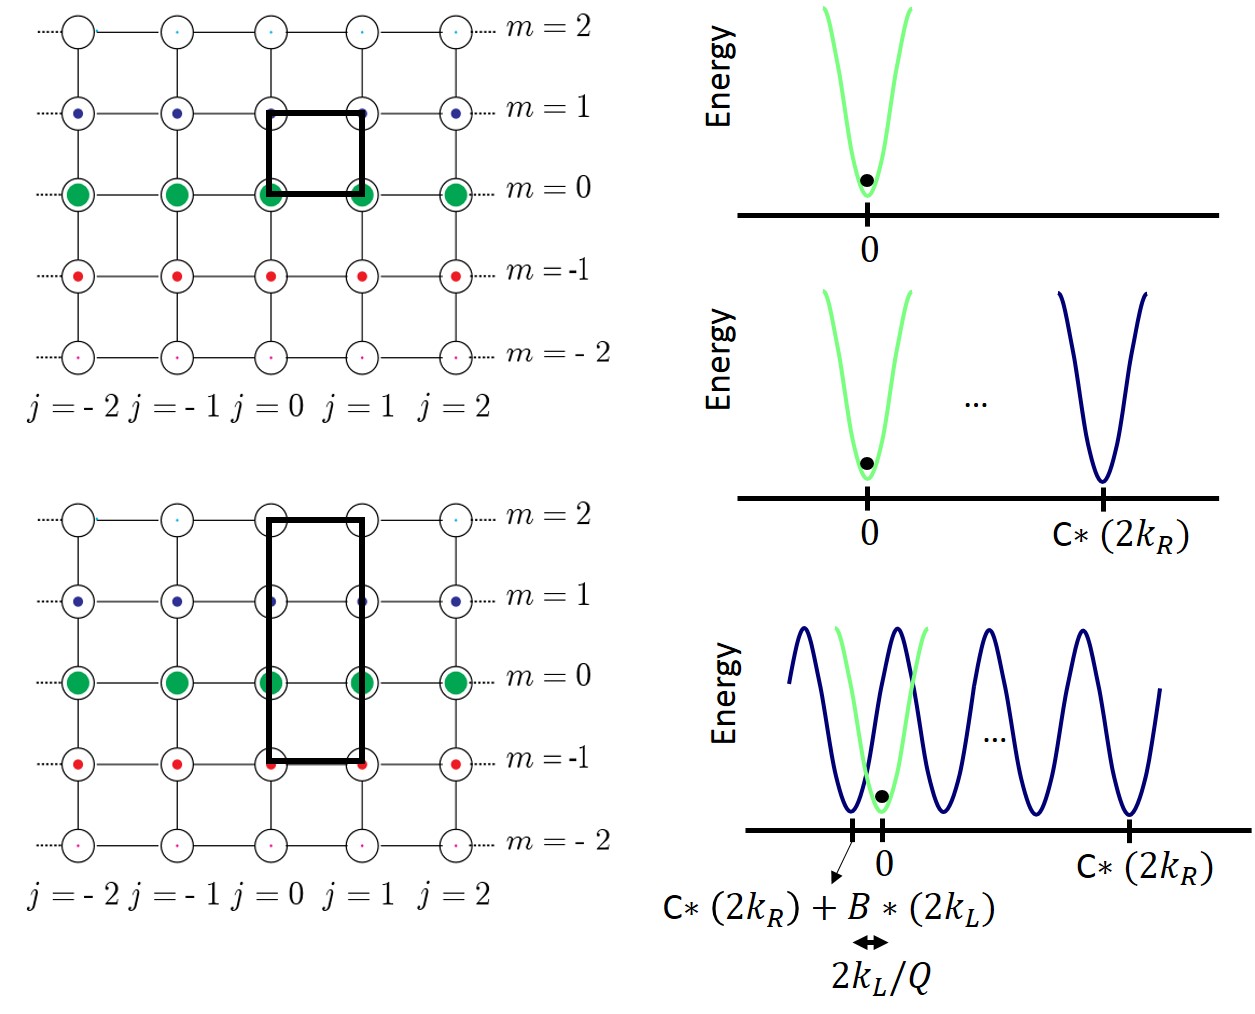 m = 2
m = 1
m = 0
m = -1
m = - 2
j = - 2 j = - 1 j = 0 j = 1 j = 2
m = 2
m = 1
m = 0
m = -1
m = - 2
j = - 2 j = - 1 j = 0 j = 1 j = 2
Energy
0
Energy
...
0 C* (2k_R)
Energy
...
0 C* (2k_R)
C* (2k_R) + B * (2k_L)
2k_L/Q